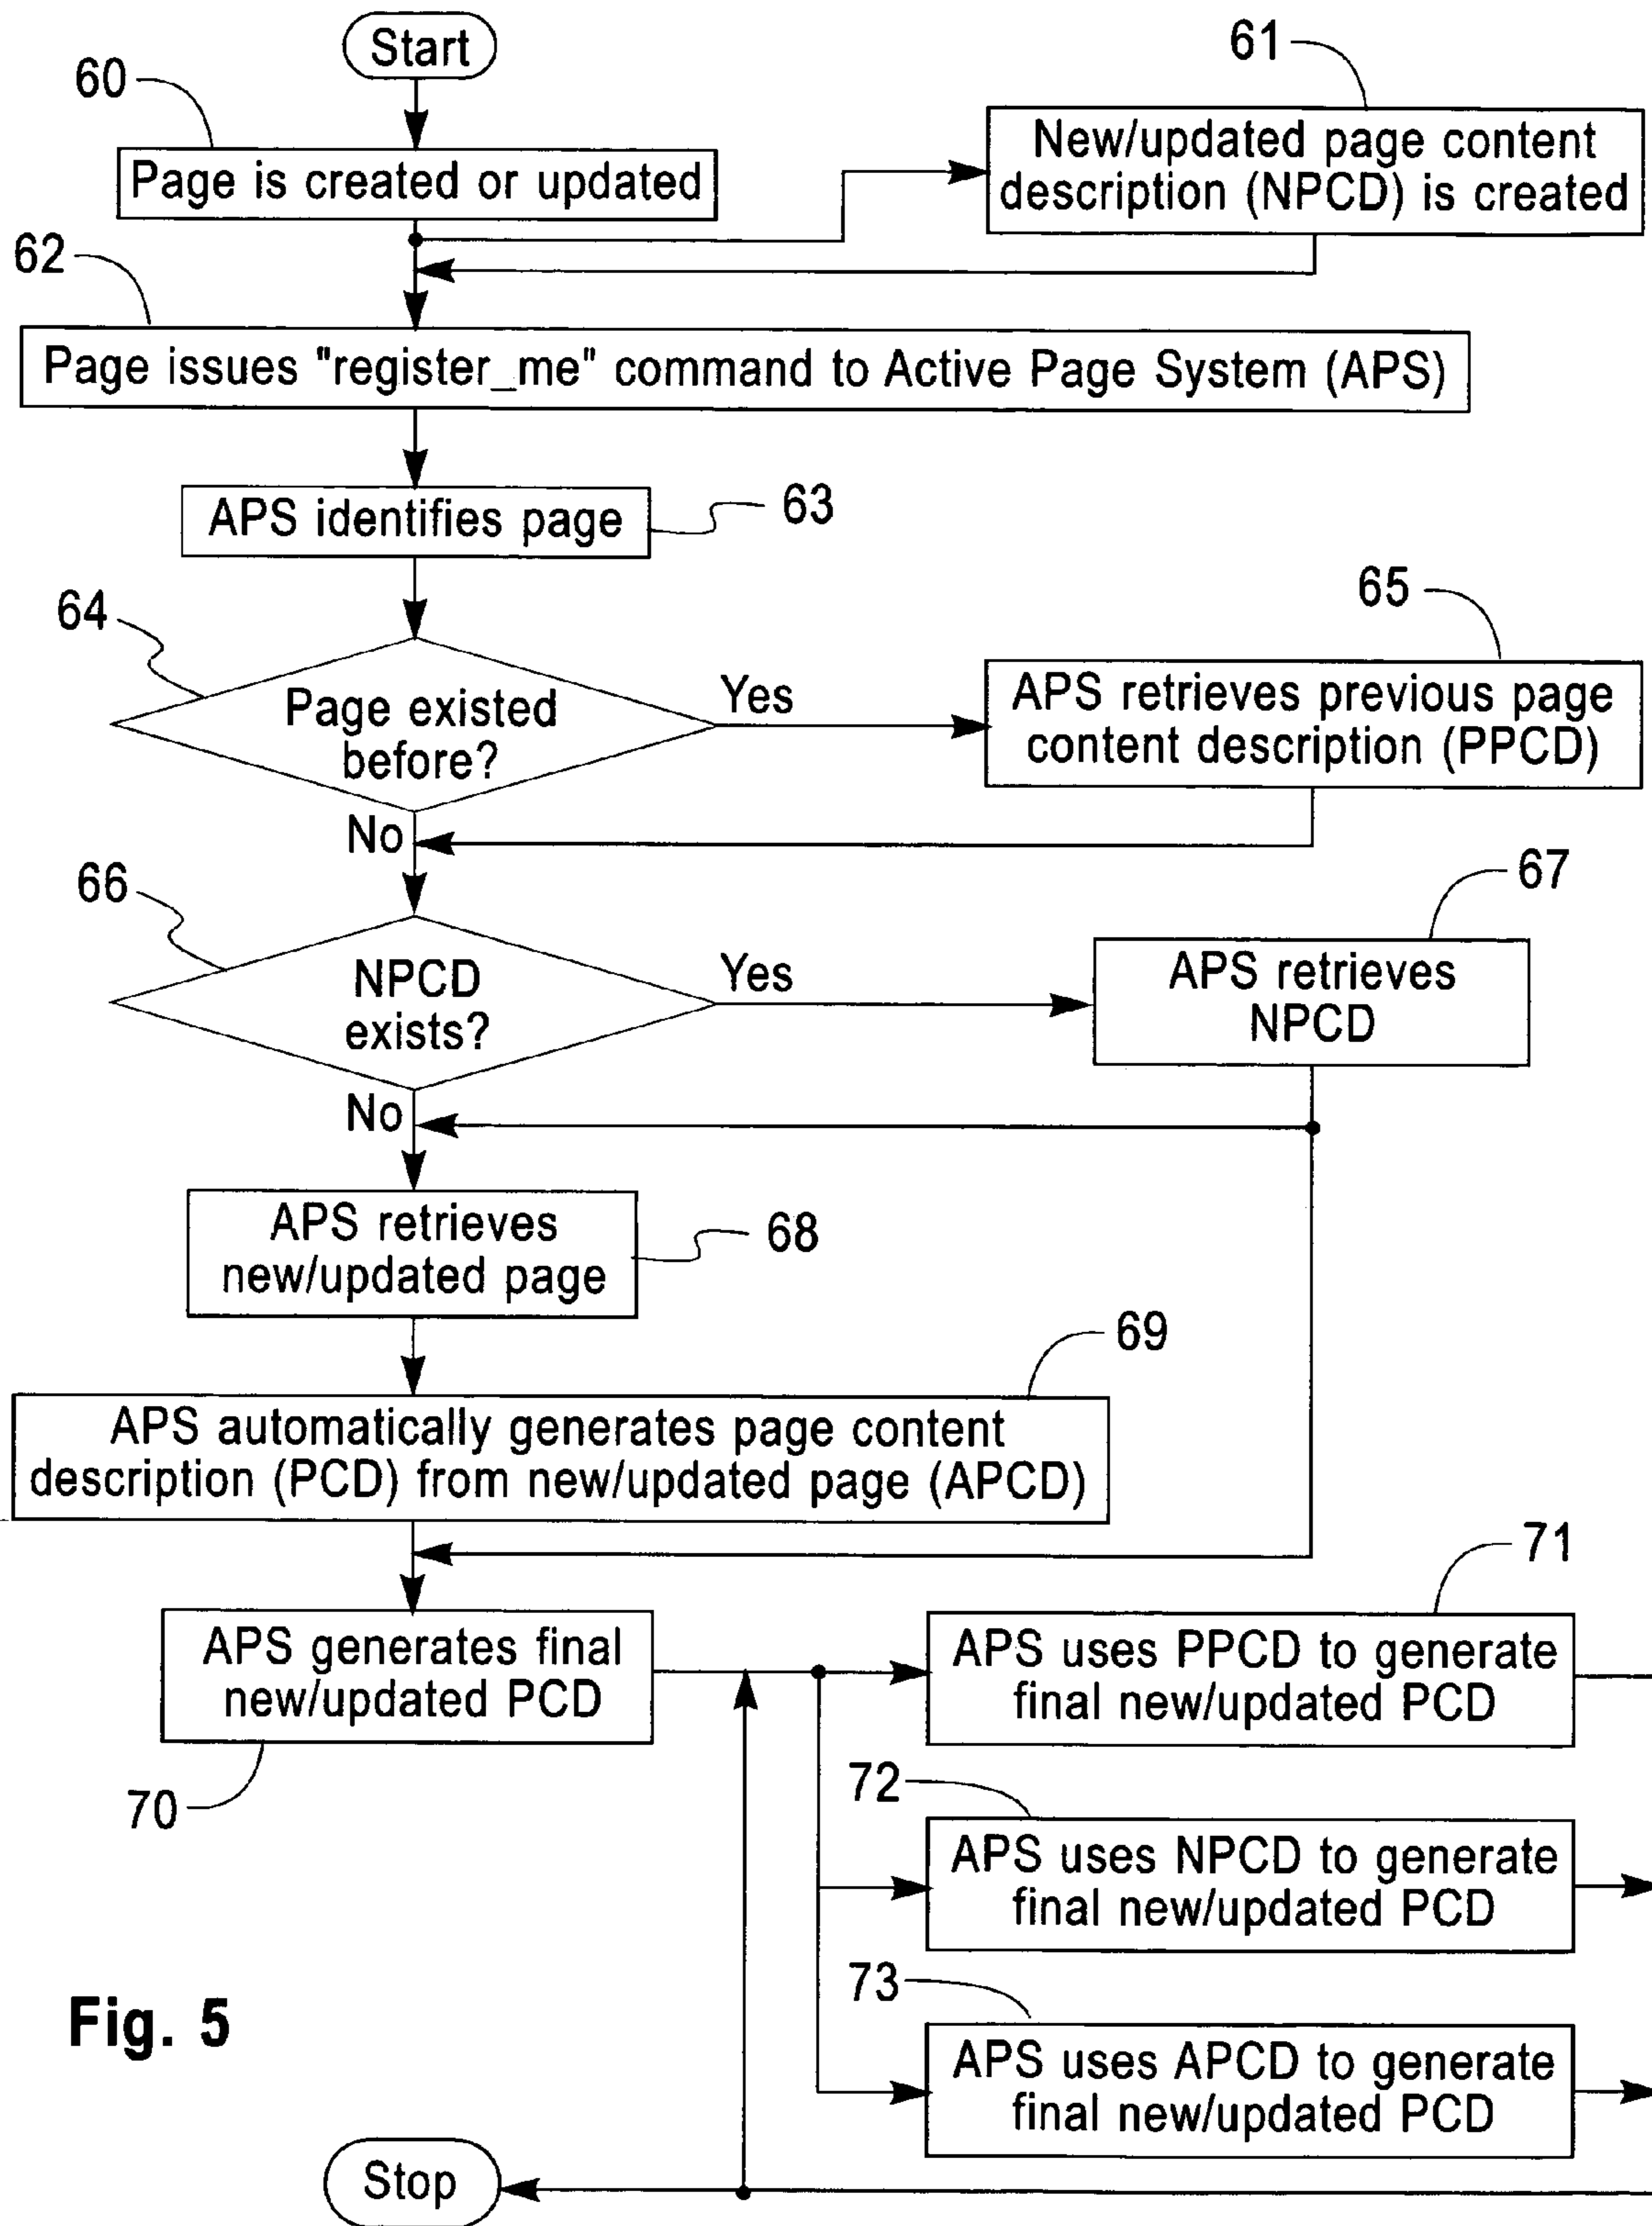 Start
60
61
Page is created or updated
New/updated page content
description (NPCD) is created
62
Page issues "register_me" command to Active Page System (APS)
APS identifies page
63
64
Page existed
before?
Yes
65
APS retrieves previous page
content description (PPCD)
No
66
NPCD
exists?
Yes
67
APS retrieves
NPCD
No
APS retrieves
new/updated page
68
69
APS automatically generates page content
description (PCD) from new/updated page (APCD)
APS generates final
new/updated PCD
70
71
APS uses PPCD to generate
final new/updated PCD
72
APS uses NPCD to generate
final new/updated PCD
73
APS uses APCD to generate
final new/updated PCD
Fig. 5
Stop